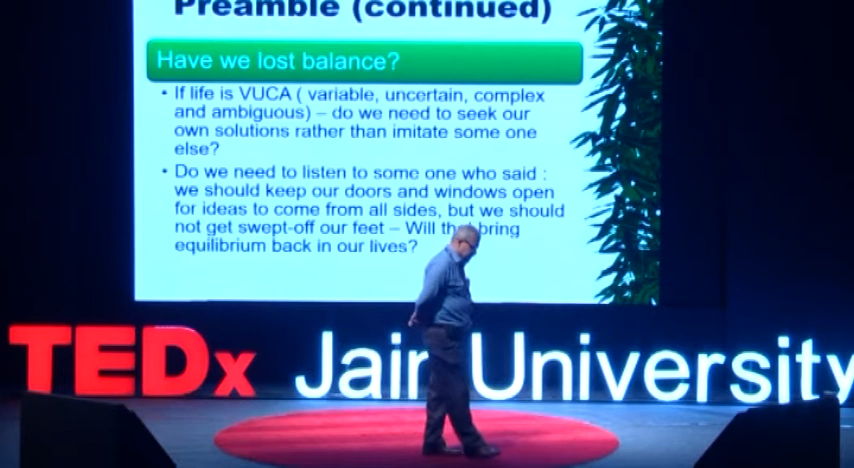 Preamble (continued)
Have we lost balance?
• If life is VUCA ( variable, uncertain, complex
and ambiguous) – do we need to seek our
own solutions rather than imitate some one
else?
• Do we need to listen to some one who said :
we should keep our doors and windows open
for ideas to come from all sides, but we should
not get swept-off our feet – Will bring
equilibrium back in our lives?
TEDx Jain University